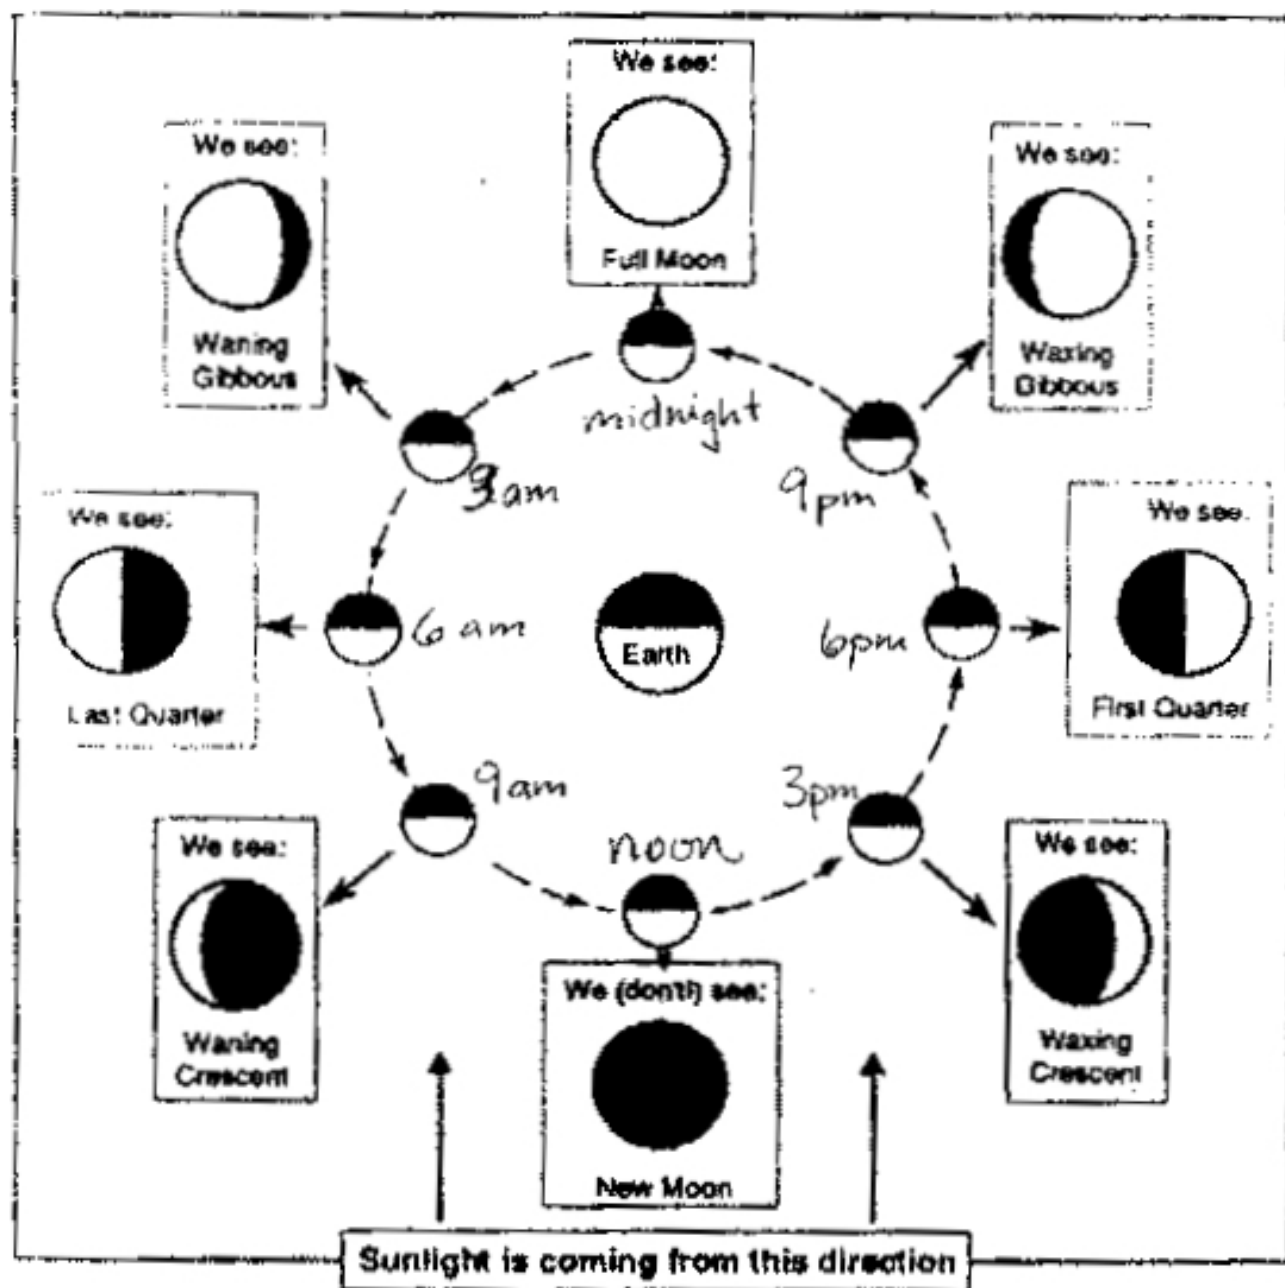 We see:
Full Moon
We see:
Waning
Gibbous
We see:
Waxing
Gibbous
midnight
3am
9pm
We see:
Last Quarter
6 am
Earth
6pm
We see.
First Quarter
9am
3pm
noon
We see:
Waning
Crescent
We (don't) see:
New Moon
We see:
Waxing
Crescent
Sunlight is coming from this direction